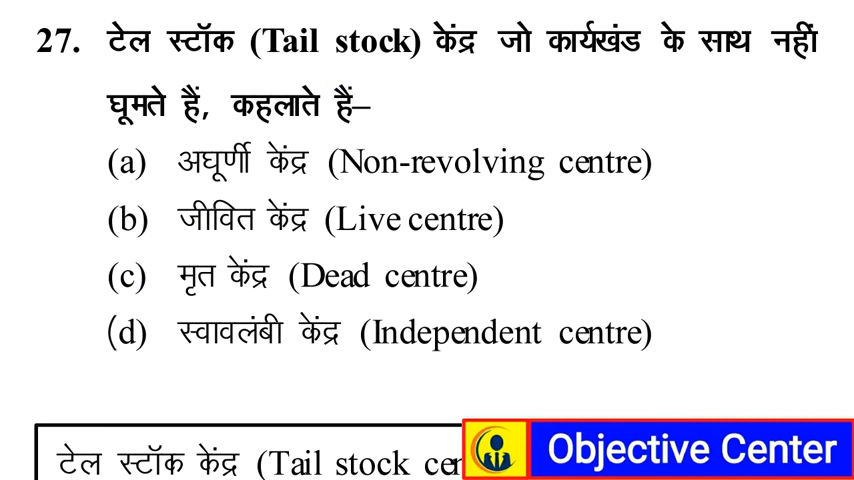 27. टेल स्टॉक (Tail stock) केंद्र जो कार्यखंड के साथ नहीं
घूमते हैं, कहलाते हैं–
(a) अघूर्णी केंद्र (Non-revolving centre)
(b) जीवित केंद्र (Live centre)
(c) मृत केंद्र (Dead centre)
(d) स्वावलंबी केंद्र (Independent centre)
टेल स्टॉक केंद्र (Tail stock
Objective Center